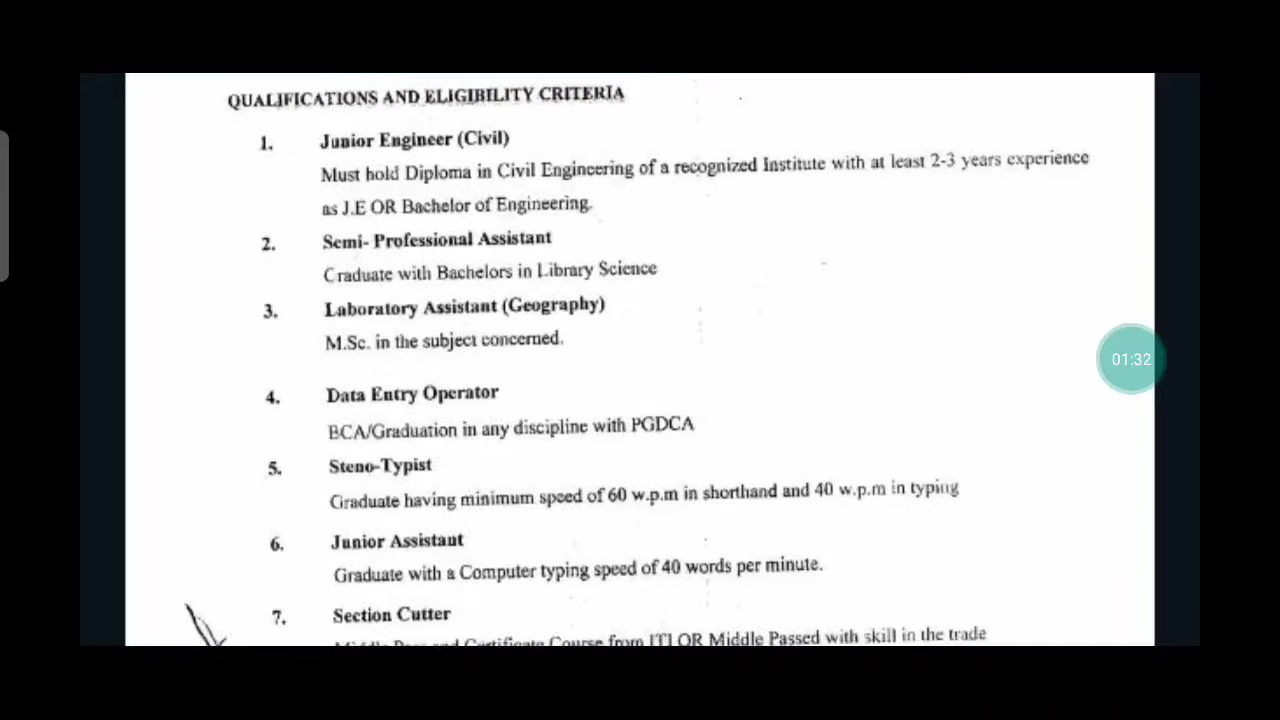 QUALIFICATIONS AND ELIGIBILITY CRITERIA
1. Junior Engineer (Civil)
Must hold Diploma in Civil Engineering of a recognized Institute with at least 2-3 years experience
as J.E OR Bachelor of Engineering.
2. Semi- Professional Assistant
Graduate with Bachelors in Library Science
3. Laboratory Assistant (Geography)
M.Sc. in the subject concerned.
01:32
4. Data Entry Operator
BCA/Graduation in any discipline with PGDCA
5. Steno-Typist
Graduate having minimum speed of 60 w.p.m in shorthand and 40 w.p.m in typing
6. Junior Assistant
Graduate with a Computer typing speed of 40 words per minute.
7. Section Cutter
Middle Pass and Certificate Course from ITI OR Middle Passed with skill in the trade